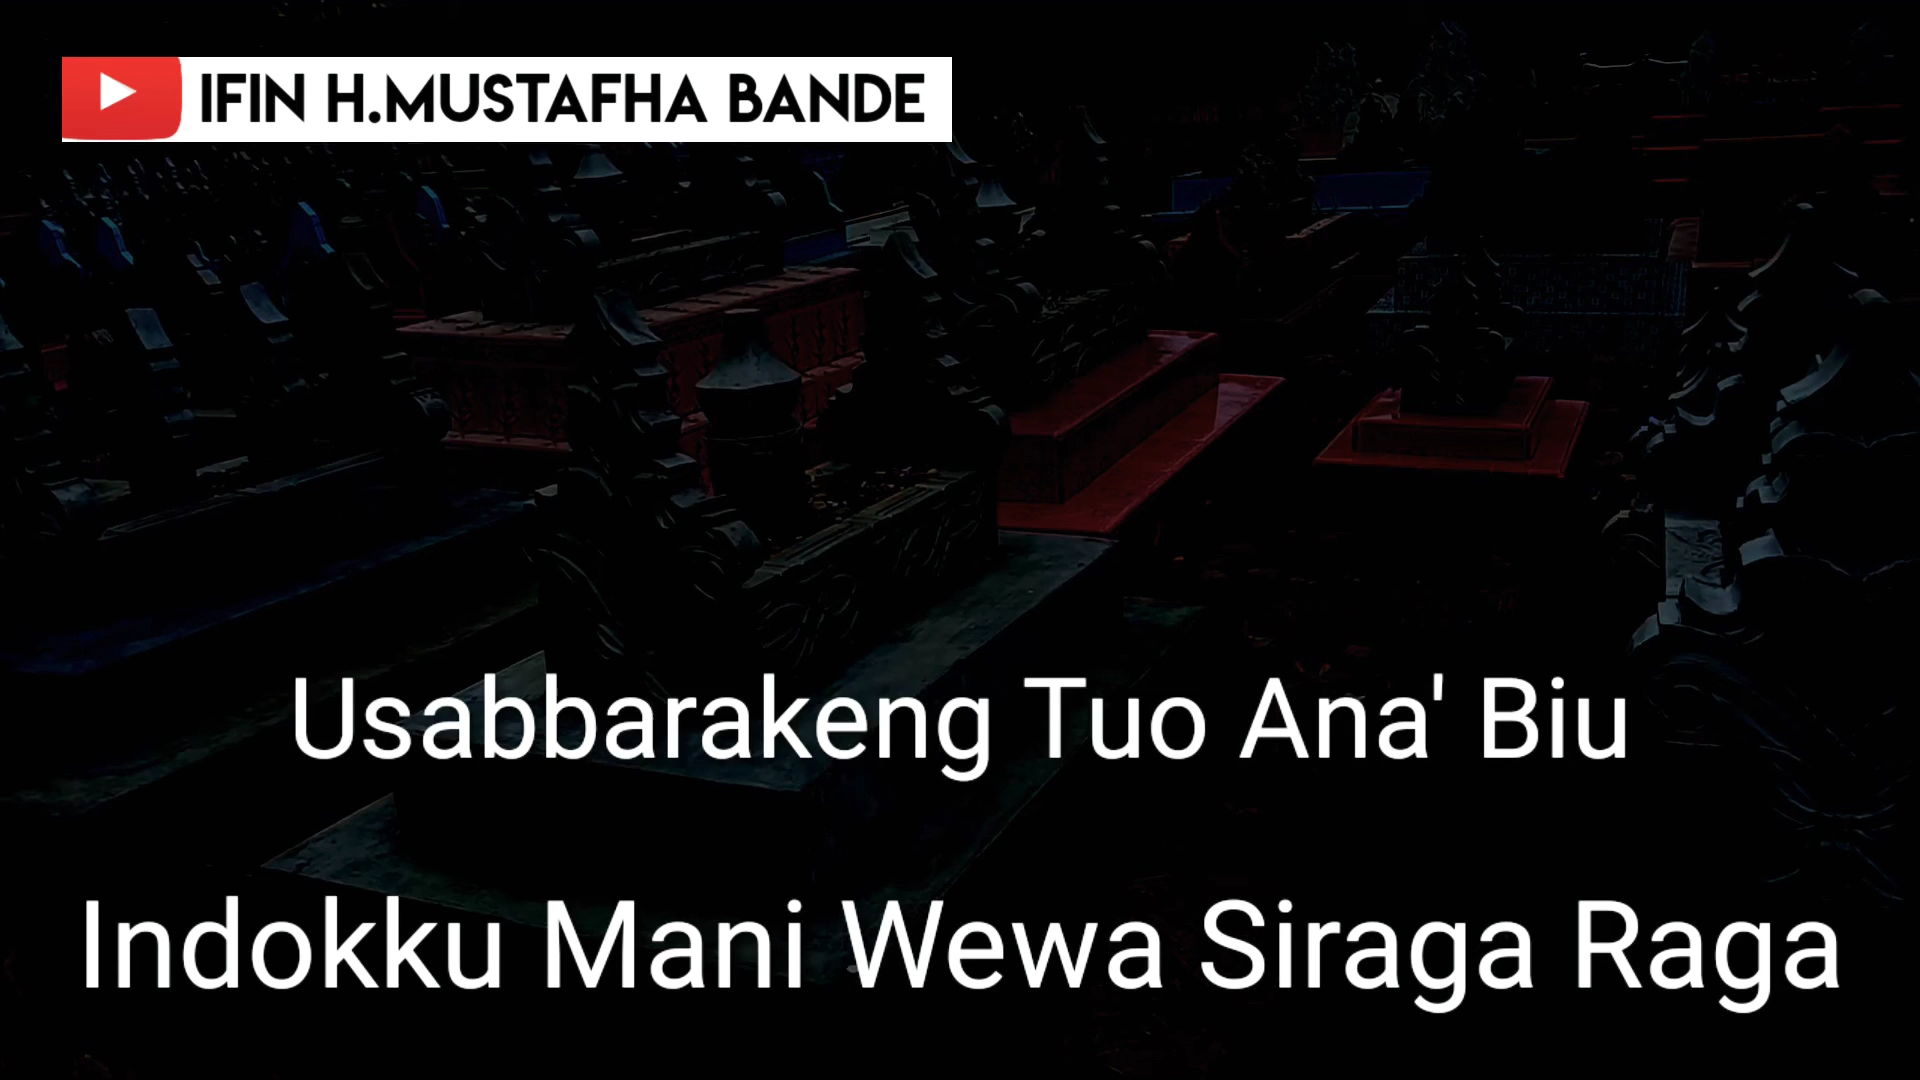 IFIN H.MUSTAFHA BANDE
Usabbarakeng Tuo Ana' Biu
Indokku Mani Wewa Siraga Raga